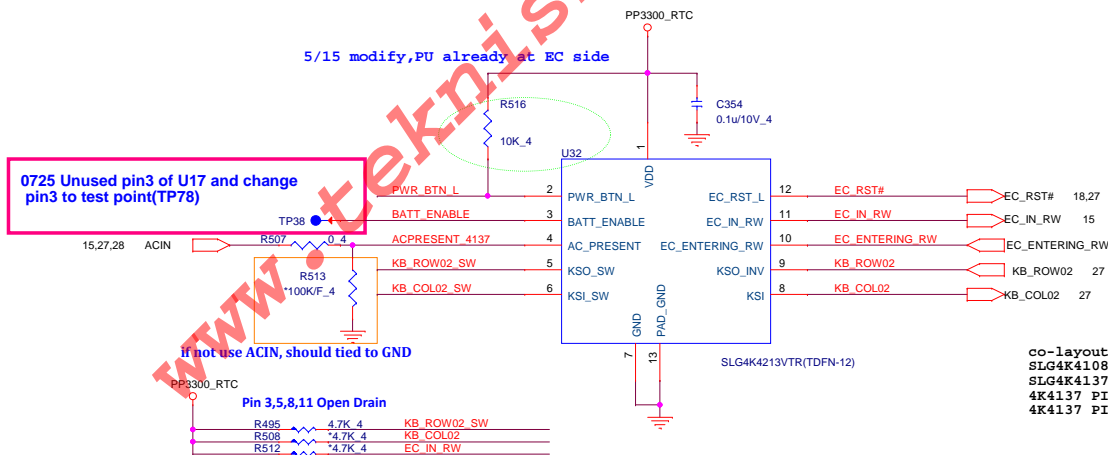 PP3300_RTC
5/15 modify,PU already at EC side
R516
10K_4
C354
0.1u/10V_4
U32
1
VDD
0725 Unused pin3 of U17 and change
pin3 to test point(TP78)
PWR_BTN_L 2 PWR_BTN_L EC_RST_L 12 EC_RST# EC_RST# 18,27
TP38 BATT_ENABLE 3 BATT_ENABLE EC_IN_RW 11 EC_IN_RW EC_IN_RW 15
15,27,28 ACIN R507 0_4 ACPRESENT_4137 4 AC_PRESENT EC_ENTERING_RW 10 EC_ENTERING_RW EC_ENTERING_RW
KB_ROW02_SW 5 KSO_SW KSO_INV 9 KB_ROW02 KB_ROW02 27
R513
*100K/F_4
KB_COL02_SW 6 KSI_SW KSI 8 KB_COL02 KB_COL02 27
GND
PAD_GND
7
13
SLG4K4213VTR(TDFN-12)
if not use ACIN, should tied to GND
co-layout
SLG4K4108
SLG4K4137
4K4137 PI
4K4137 PI
PP3300_RTC
Pin 3,5,8,11 Open Drain
R495 4.7K_4 KB_ROW02_SW
R508 *4.7K_4 KB_COL02
R512 *4.7K_4 EC_IN_RW
www.teknis